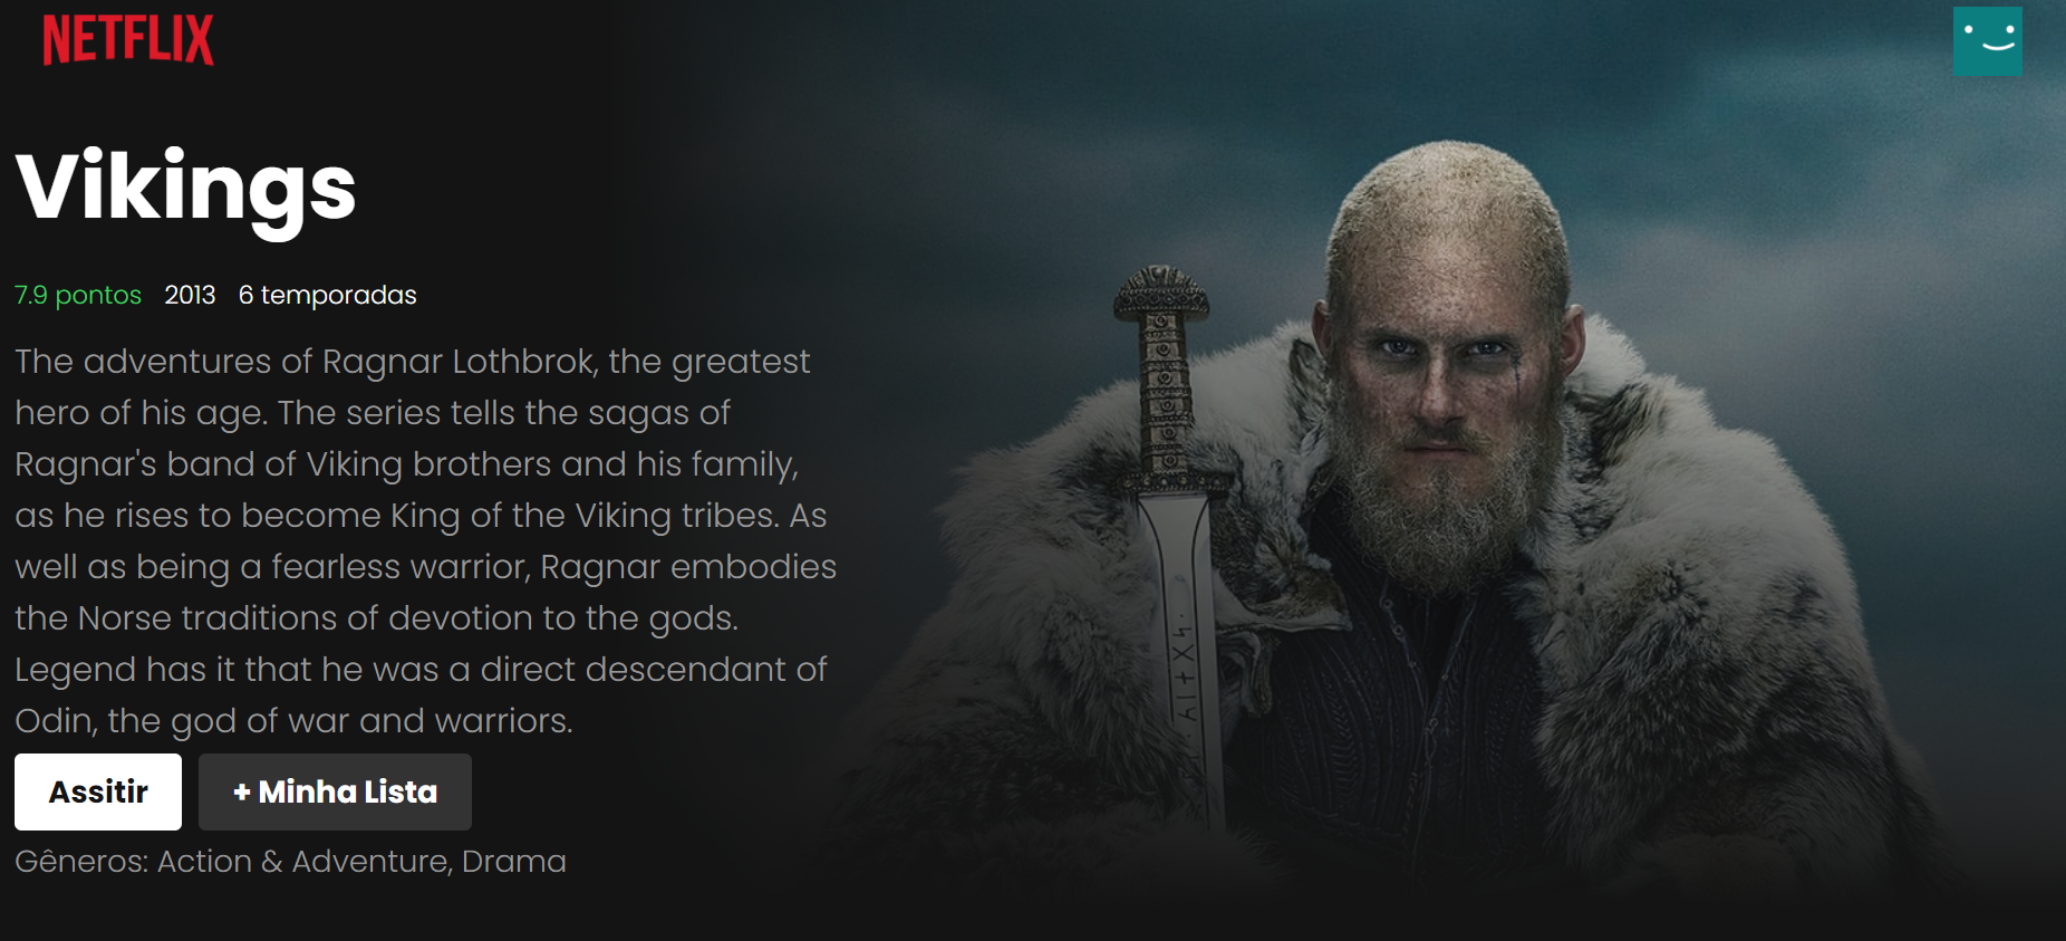 NETFLIX
Vikings
7.9 pontos 2013 6 temporadas
The adventures of Ragnar Lothbrok, the greatest
hero of his age. The series tells the sagas of
Ragnar's band of Viking brothers and his family,
as he rises to become King of the Viking tribes. As
well as being a fearless warrior, Ragnar embodies
the Norse traditions of devotion to the gods.
Legend has it that he was a direct descendant of
Odin, the god of war and warriors.
Assitir + Minha Lista
Gêneros: Action & Adventure, Drama